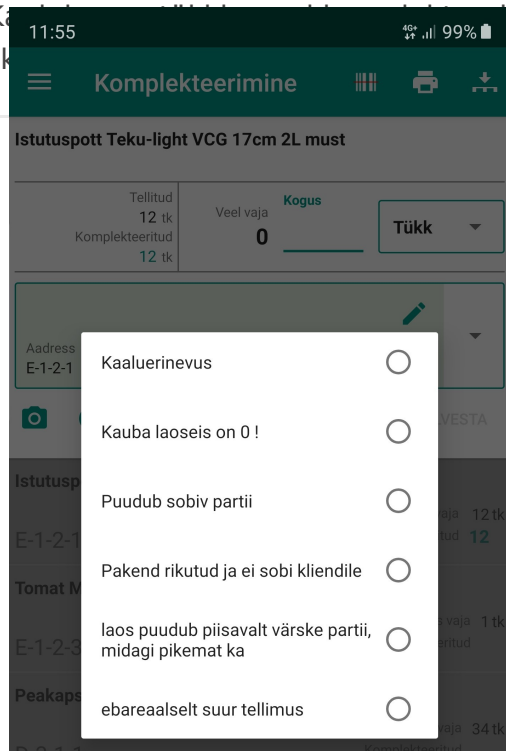 11:55
4G+
99%
Komplekteerimine
Istutuspott Teku-light VCG 17cm 2L must
Tellitud
12 tk
Komplekteeritud
12 tk
Veel vaja
0
Kogus
Tükk
Aadress
E-1-2-1
Kaaluerinevus
Kauba laoseis on 0 !
Puudub sobiv partii
Pakend rikutud ja ei sobi kliendile
laos puudub piisavalt värske partii,
midagi pikemat ka
ebareaalselt suur tellimus
VESTA
Istutusp
vaja 12 tk
E-1-2-1
tud 12
Tomat M
vaja 1 tk
E-1-2-3
eritud
Peakaps
vaja 34 tk